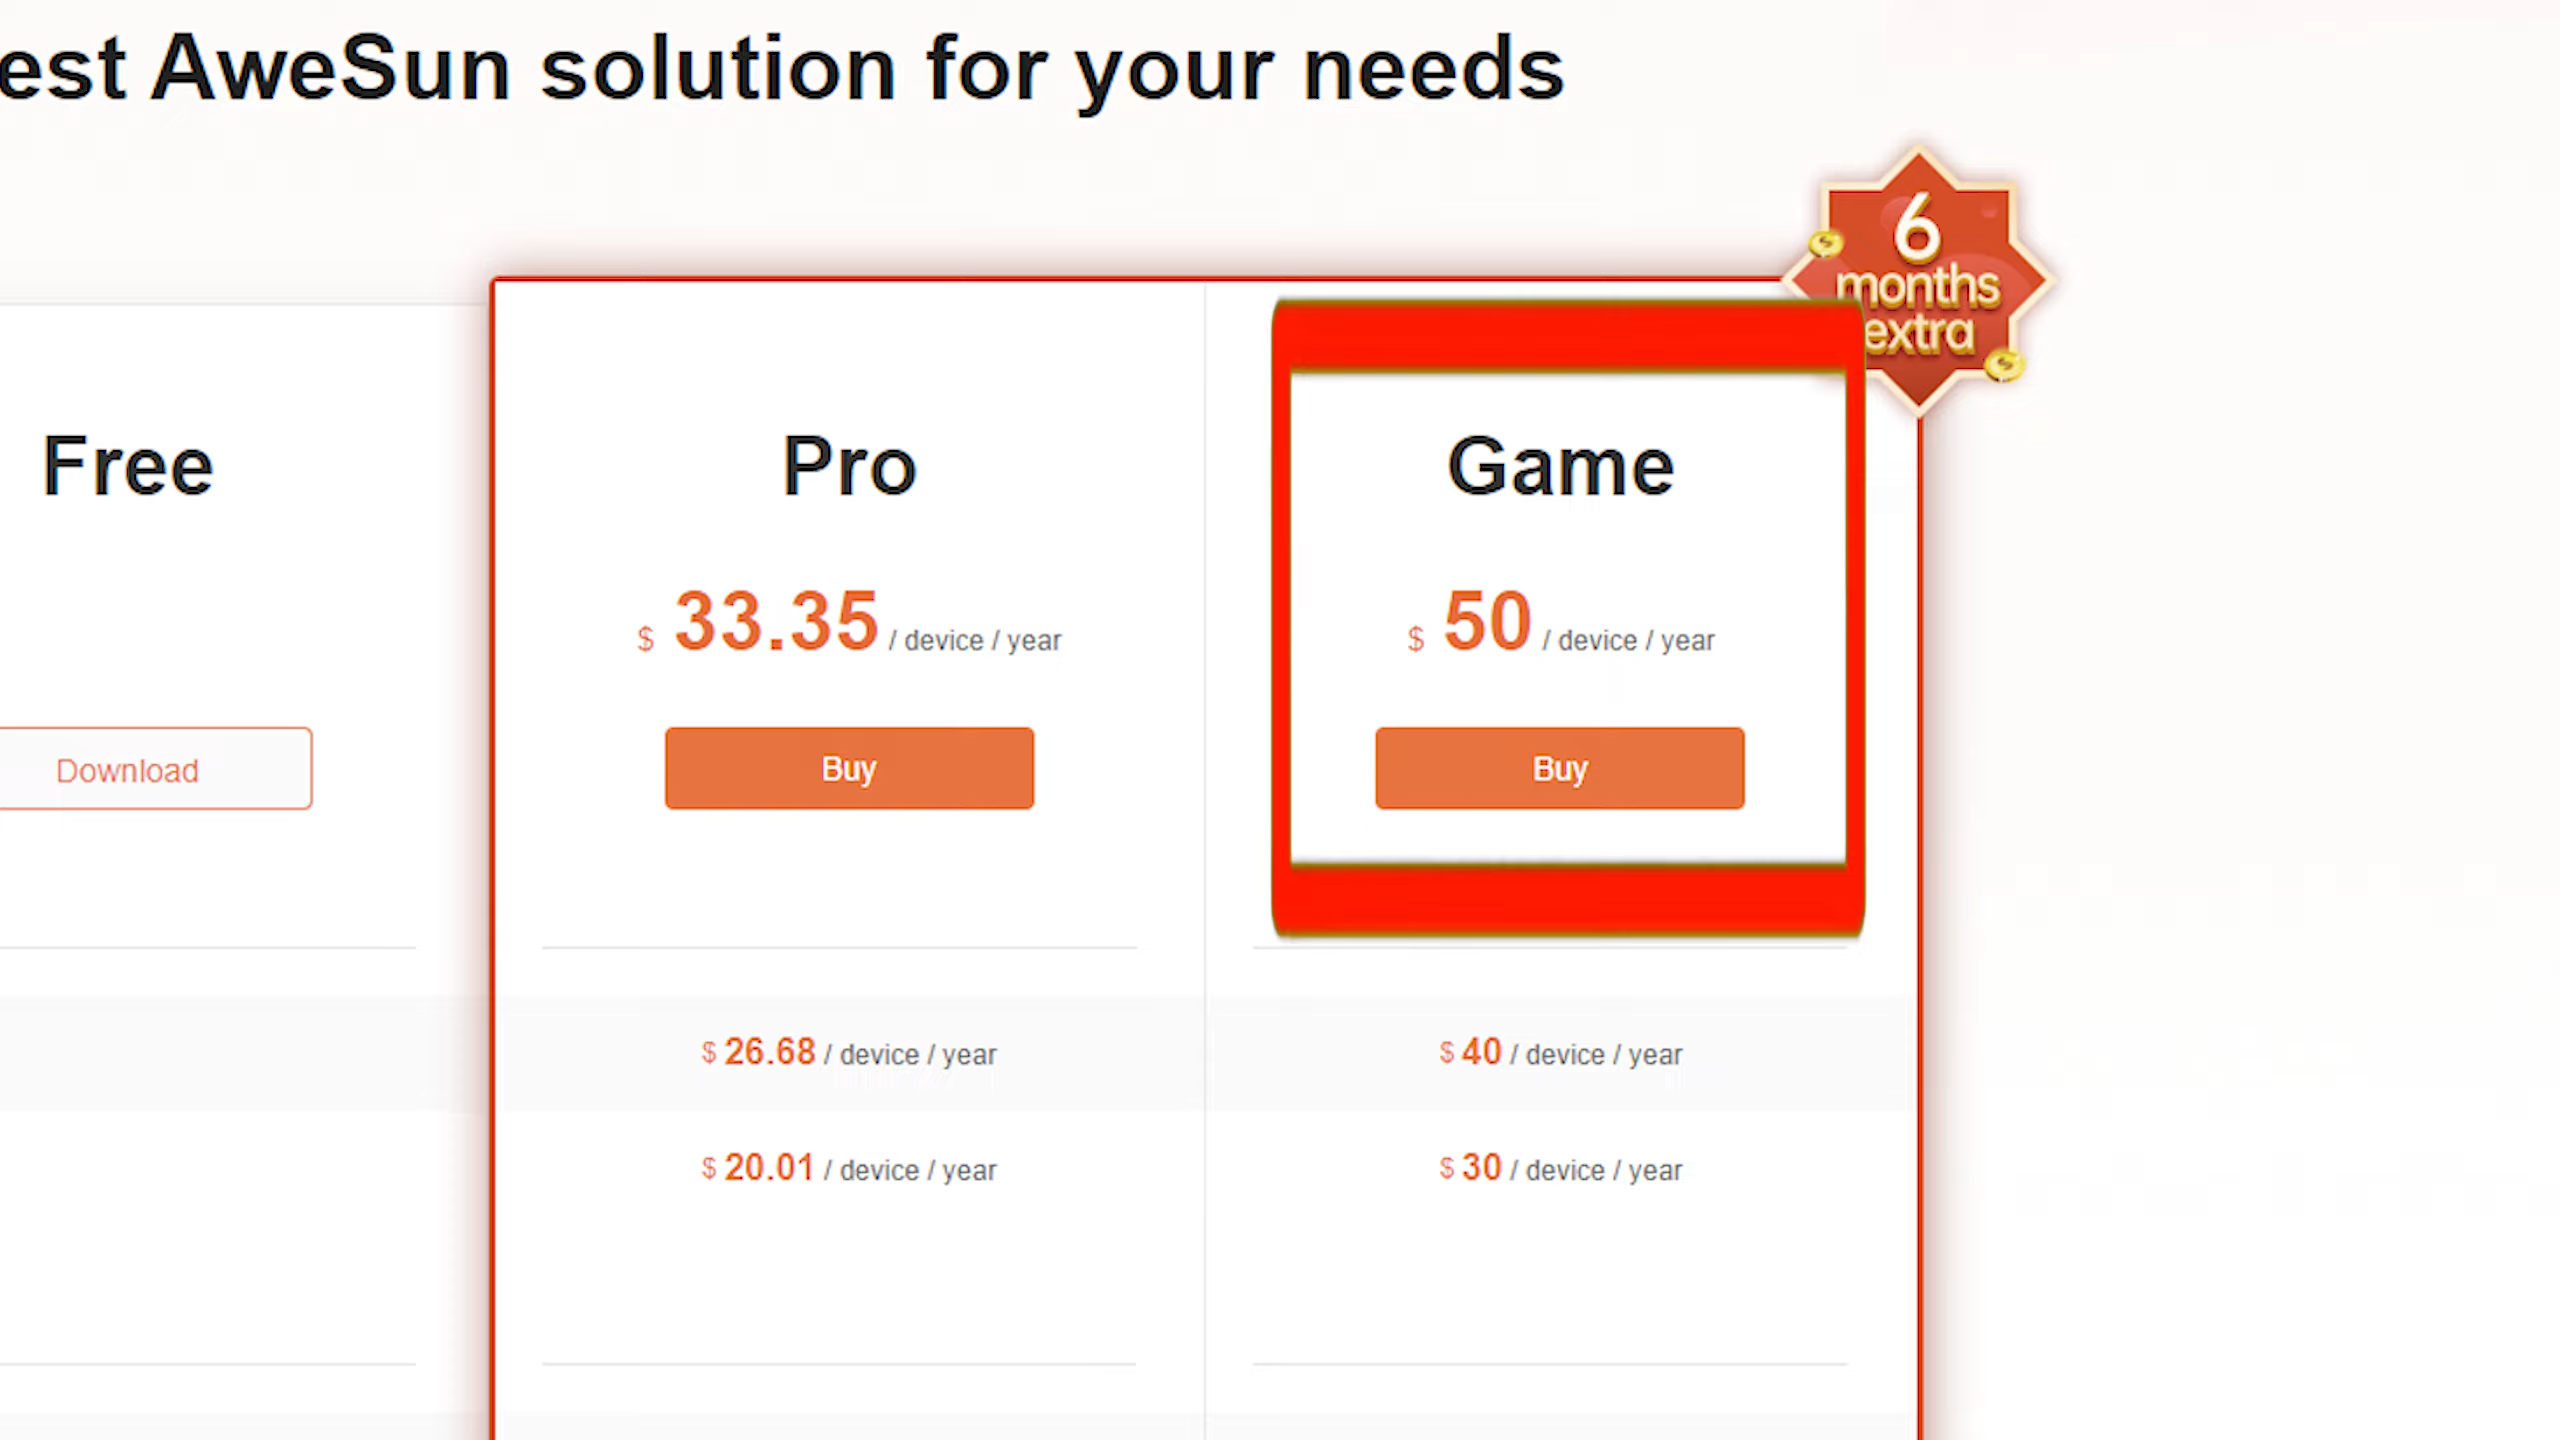 est AweSun solution for your needs
6
months
extra
Free
Pro
Game
$ 33.35 / device / year
$ 50 / device / year
Download
Buy
Buy
$ 26.68 / device / year
$ 40 / device / year
$ 20.01 / device / year
$ 30 / device / year